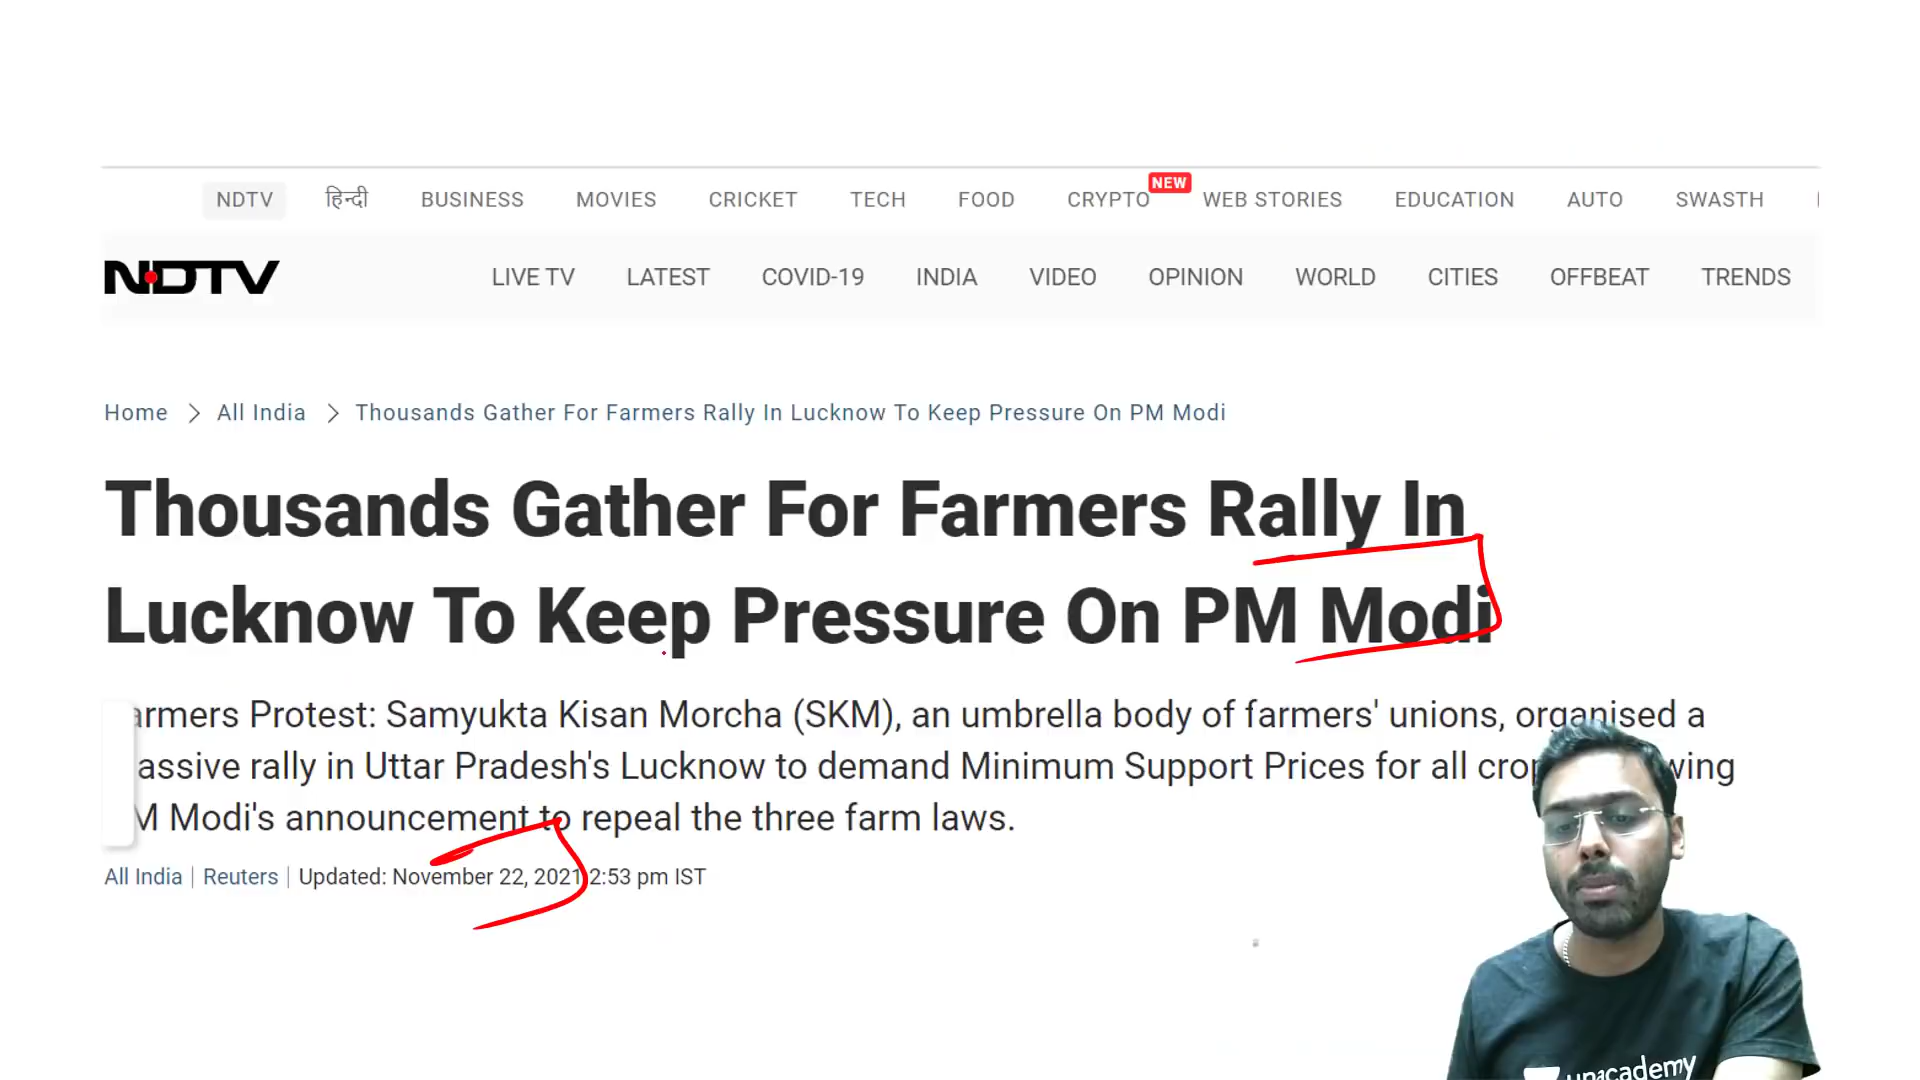 NDTV हिन्दी BUSINESS MOVIES CRICKET TECH FOOD CRYPTO NEW WEB STORIES EDUCATION AUTO SWASTH
NDTV LIVE TV LATEST COVID-19 INDIA VIDEO OPINION WORLD CITIES OFFBEAT TRENDS
Home > All India > Thousands Gather For Farmers Rally In Lucknow To Keep Pressure On PM Modi
Thousands Gather For Farmers Rally In
Lucknow To Keep Pressure On PM Modi
armers Protest: Samyukta Kisan Morcha (SKM), an umbrella body of farmers' unions, organised a
assive rally in Uttar Pradesh's Lucknow to demand Minimum Support Prices for all crop wing
M Modi's announcement to repeal the three farm laws.
All India | Reuters | Updated: November 22, 2021 2:53 pm IST
unacademy